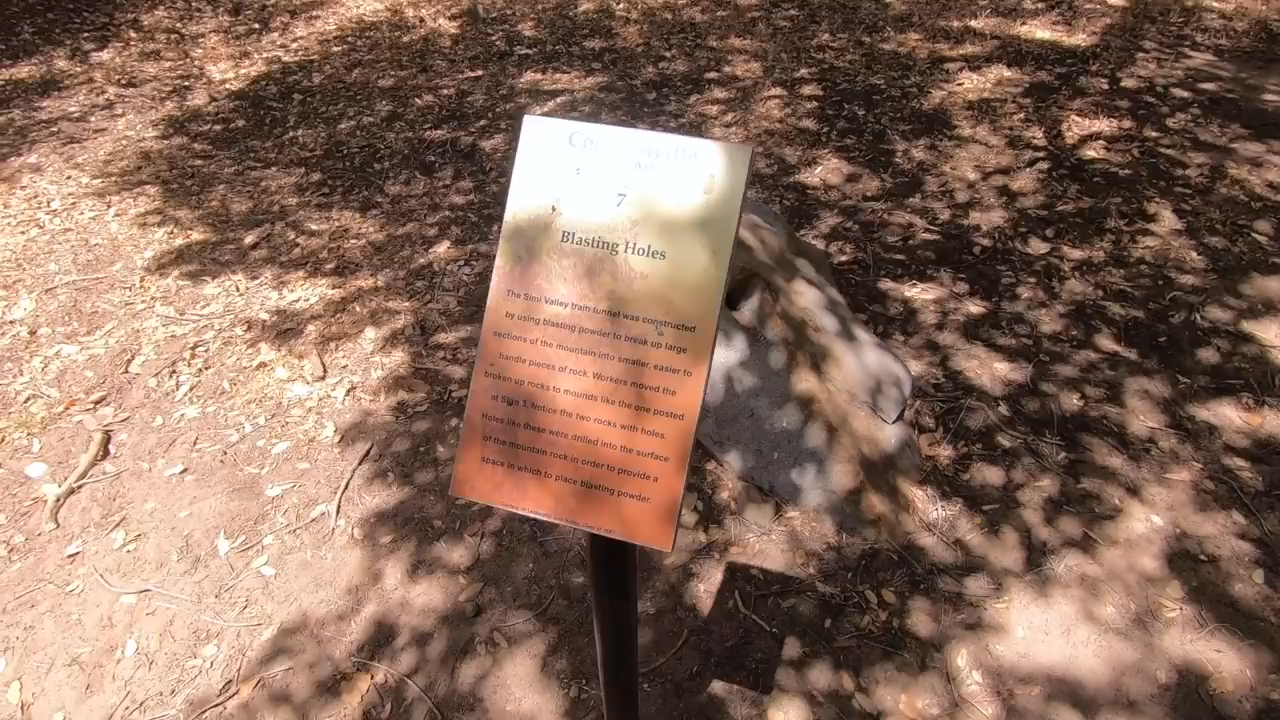 7
Blasting Holes
The Simi Valley train tunnel was constructed
by using blasting powder to break up large
sections of the mountain into smaller, easier to
handle pieces of rock. Workers moved the
broken up rocks to mounds like the one posted
at Sign 3. Notice the two rocks with holes.
Holes like these were drilled into the surface
of the mountain rock in order to provide a
space in which to place blasting powder.